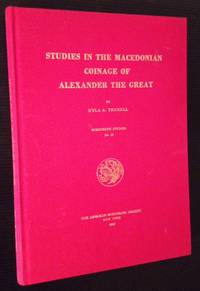 STUDIES IN THE MACEDONIAN
COINAGE OF
ALEXANDER THE GREAT
BY
HYLA A. TROXELL
NUMISMATIC STUDIES
THE AMERICAN NUMISMATIC SOCIETY
NEW YORK